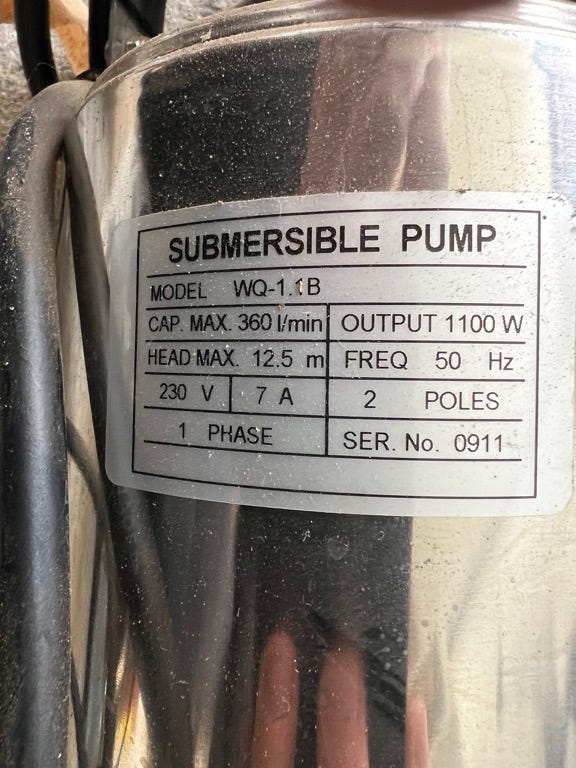 SUBMERSIBLE PUMP
MODEL WQ-1.1B
CAP. MAX. 360 l/min OUTPUT 1100 W
HEAD MAX. 12.5 m FREQ 50 Hz
230 V 7 A 2 POLES
1 PHASE SER. No. 0911